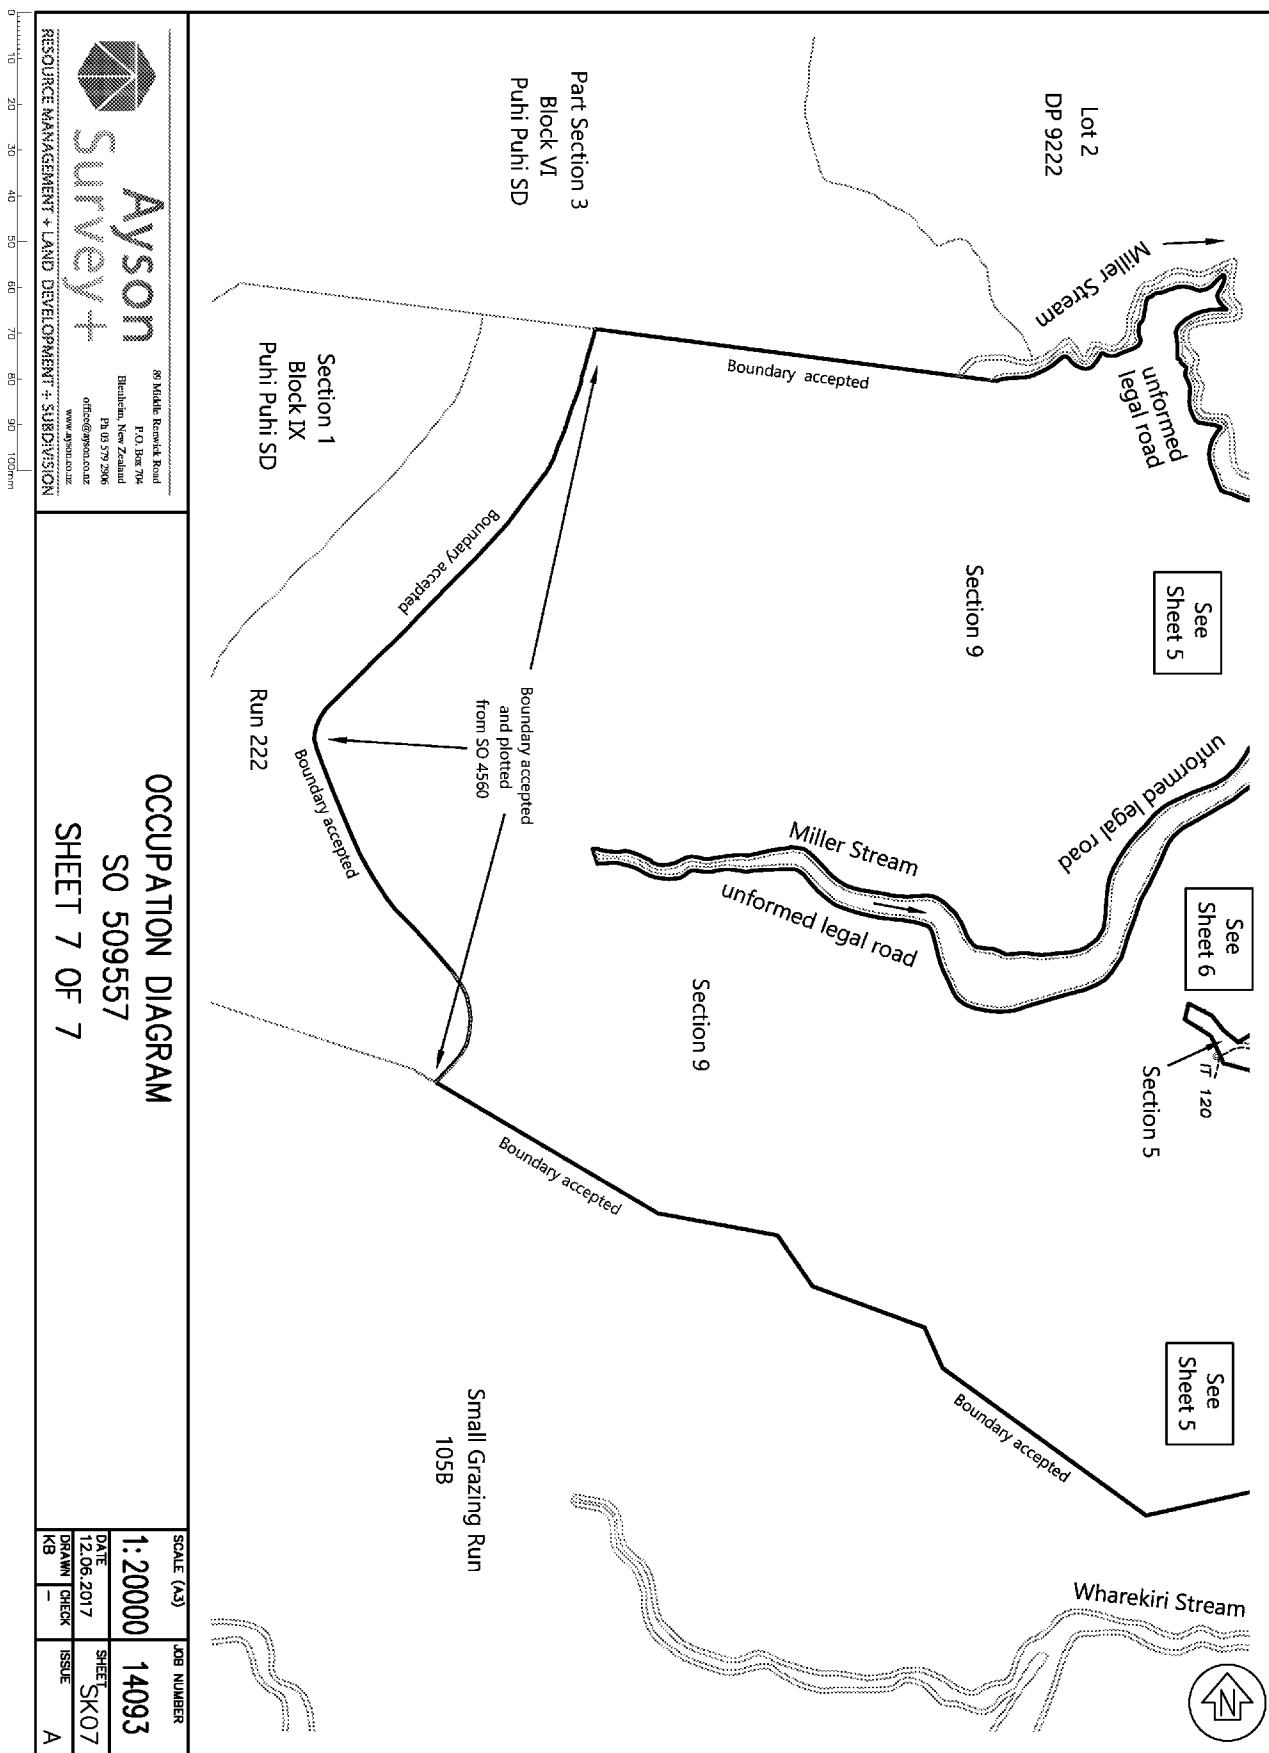 Lot 2
DP 9222
Miller Stream
unformed
legal road
See
Sheet 5
unformed legal road
See
Sheet 6
IT 120
Section 5
See
Sheet 5
Wharekiri Stream
N
Part Section 3
Block VI
Puhi Puhi SD
Boundary accepted
Section 9
Miller Stream
unformed legal road
Section 9
Boundary accepted
Section 1
Block IX
Puhi Puhi SD
Boundary accepted
Boundary accepted
and plotted
from SO 4560
Run 222
Boundary accepted
Boundary accepted
Small Grazing Run
105B
Ayson
Survey+
89 Middle Renwick Road
P.O. Box 704
Blenheim, New Zealand
Ph 03 579 2906
office@ayson.co.nz
www.ayson.co.nz
RESOURCE MANAGEMENT + LAND DEVELOPMENT + SUBDIVISION
OCCUPATION DIAGRAM
SO 509557
SHEET 7 OF 7
SCALE (A3)
1:20000
JOB NUMBER
14093
DATE
12.06.2017
SHEET
SK07
DRAWN
KB
CHECK
-
ISSUE
A
0 10 20 30 40 50 60 70 80 90 100mm